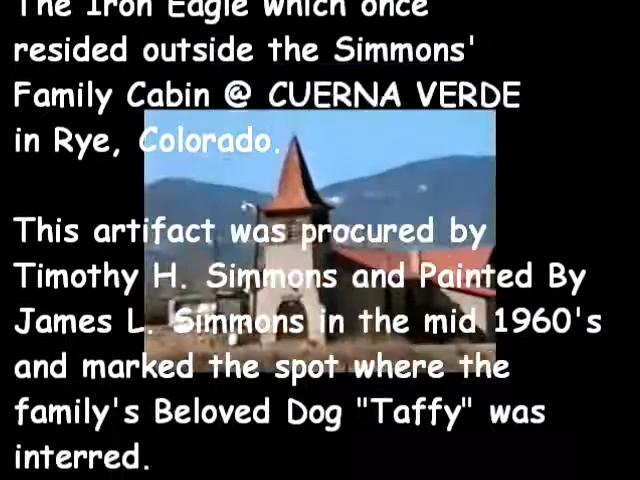 The Iron Eagle which once
resided outside the Simmons'
Family Cabin @ CUERNA VERDE
in Rye, Colorado.
This artifact was procured by
Timothy H. Simmons and Painted By
James L. Simmons in the mid 1960's
and marked the spot where the
family's Beloved Dog "Taffy" was
interred.